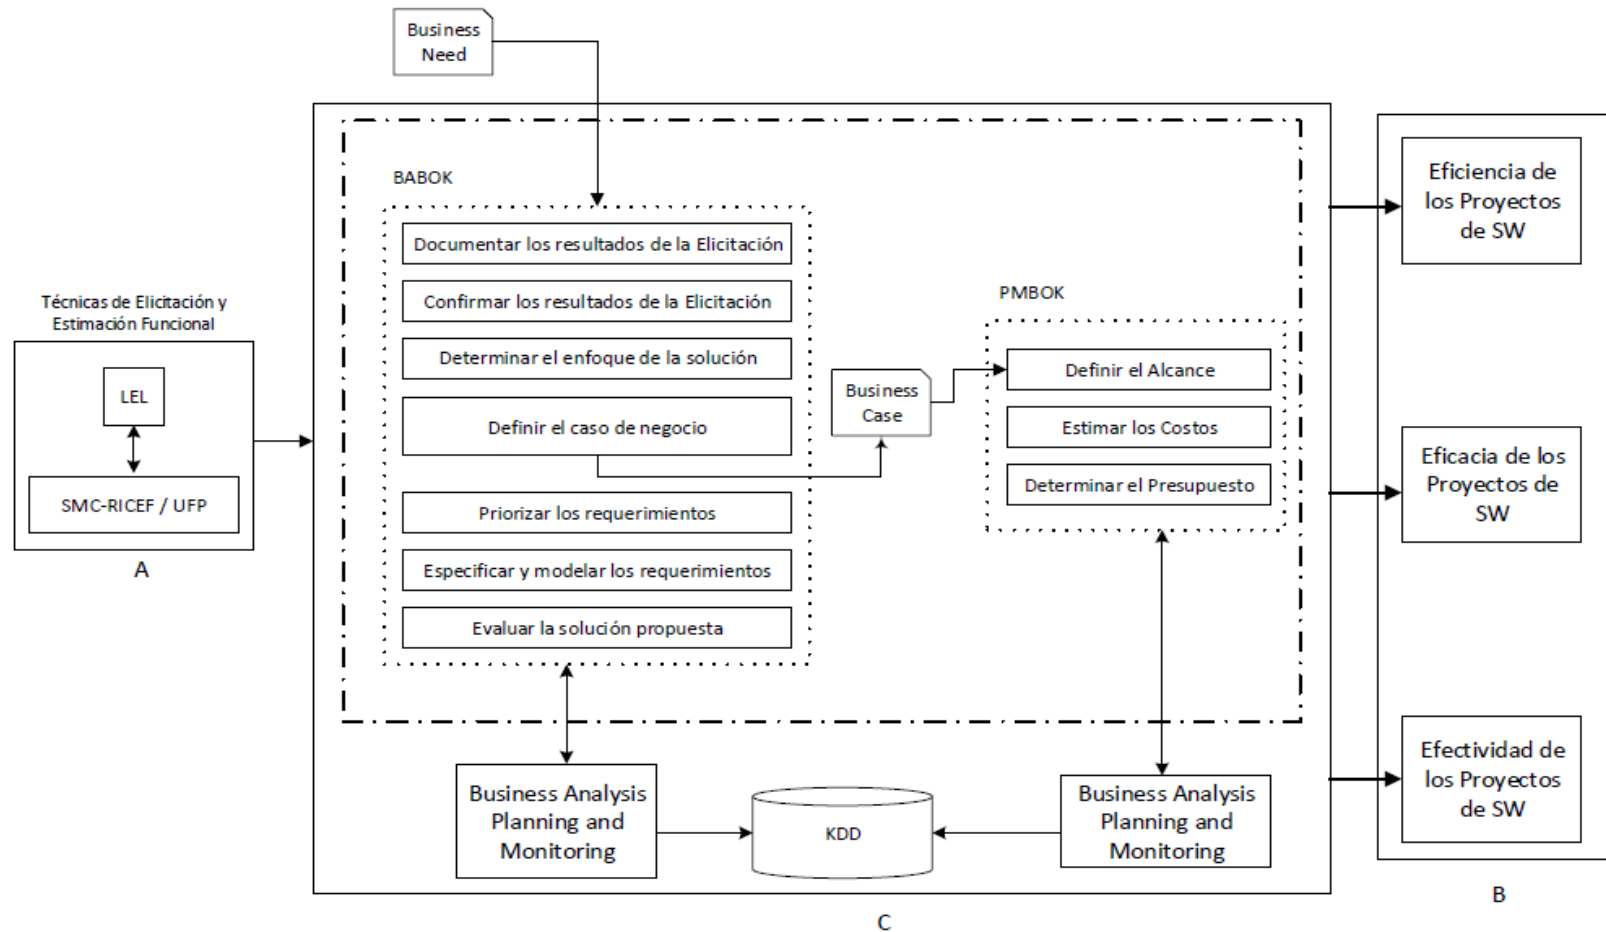 Business
Need
BABOK
Documentar los resultados de la Elicitación
Confirmar los resultados de la Elicitación
Determinar el enfoque de la solución
Definir el caso de negocio
Priorizar los requerimientos
Especificar y modelar los requerimientos
Evaluar la solución propuesta
Técnicas de Elicitación y
Estimación Funcional
LEL
SMC-RICEF / UFP
A
Business
Case
PMBOK
Definir el Alcance
Estimar los Costos
Determinar el Presupuesto
Business Analysis
Planning and
Monitoring
KDD
Business Analysis
Planning and
Monitoring
C
Eficiencia de
los Proyectos
de SW
Eficacia de los
Proyectos de
SW
Efectividad de
los Proyectos
de SW
B